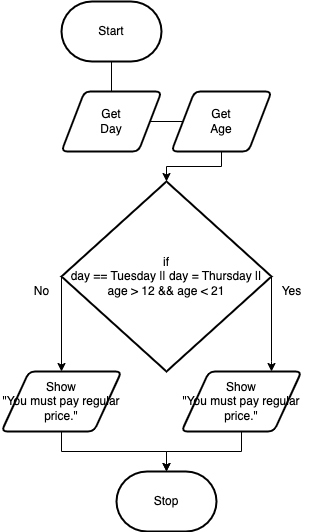 Start
Get
Day
Get
Age
if
day == Tuesday || day = Thursday ||
age > 12 && age < 21
No
Yes
Show
"You must pay regular
price."
Show
"You must pay regular
price."
Stop